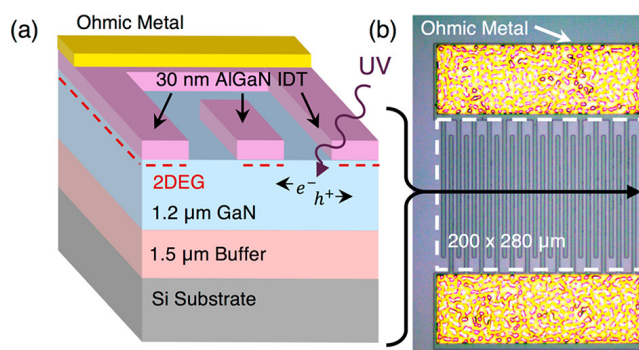 (a)
Ohmic Metal
30 nm AlGaN IDT
UV
2DEG
e⁻ h⁺
1.2 µm GaN
1.5 µm Buffer
Si Substrate
(b)
Ohmic Metal
200 x 280 µm